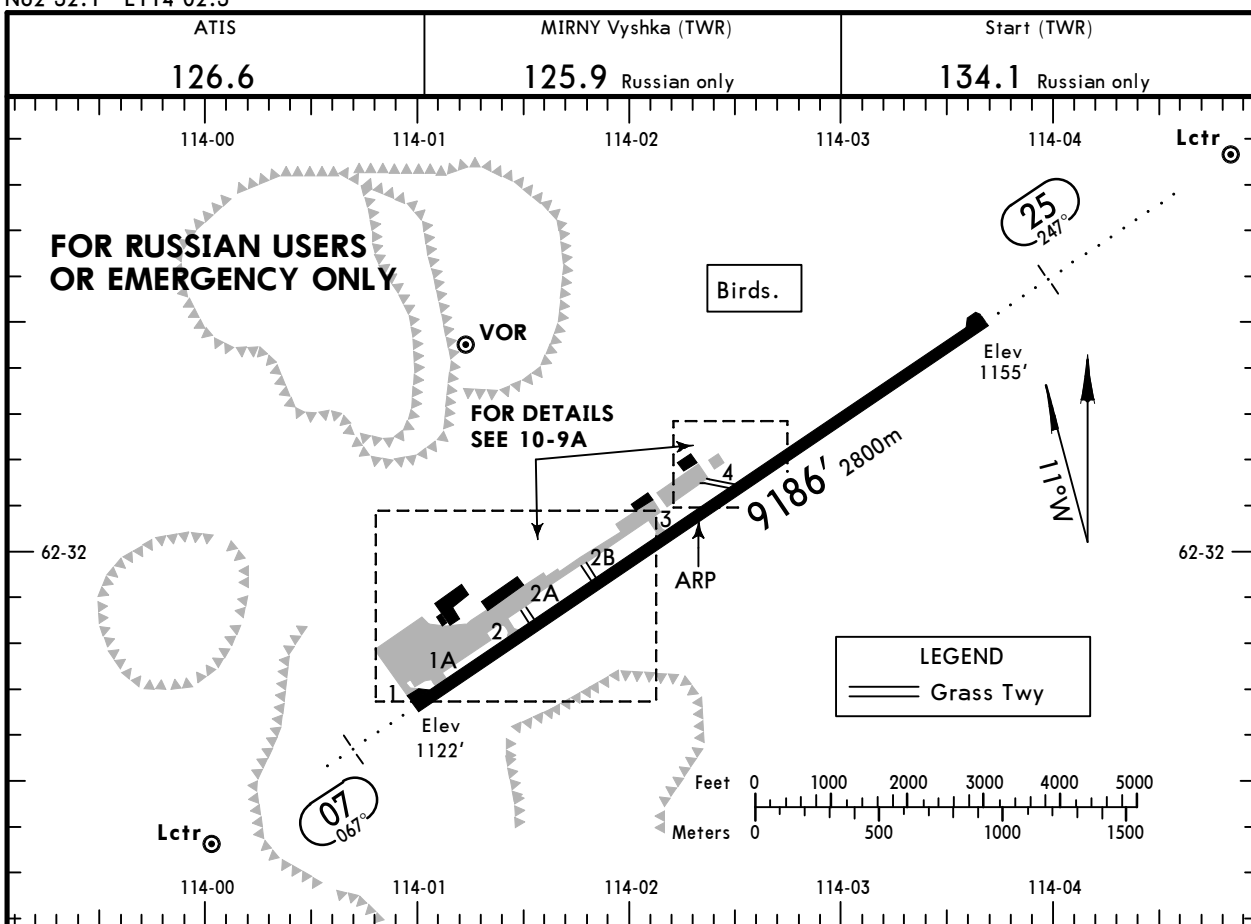 N62 32.1 E114 02.3
ATIS
126.6
MIRNY Vyshka (TWR)
125.9 Russian only
Start (TWR)
134.1 Russian only
114-00
114-01
114-02
114-03
114-04
Lctr
25
247°
FOR RUSSIAN USERS
OR EMERGENCY ONLY
Birds.
VOR
Elev
1155'
FOR DETAILS
SEE 10-9A
9186' 2800m
11°W
4
3
62-32
2B
ARP
62-32
2A
2
1A
1
LEGEND
Grass Twy
Elev
1122'
07
067°
Lctr
Feet 0 1000 2000 3000 4000 5000
Meters 0 500 1000 1500
114-00
114-01
114-02
114-03
114-04